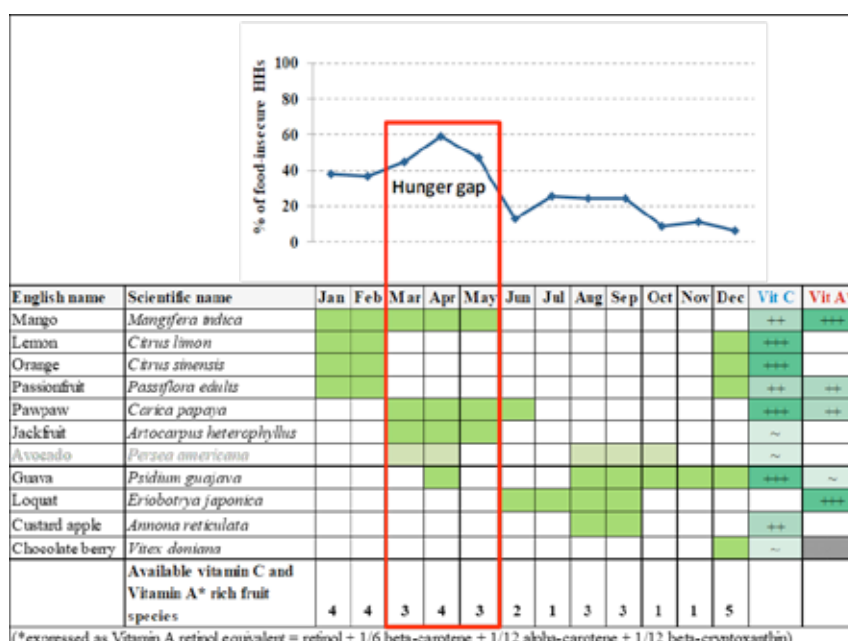 % of food-insecure HHs
100
80
60
40
20
0
Hunger gap
English name Scientific name Jan Feb Mar Apr May Jun Jul Aug Sep Oct Nov Dec Vit C Vit A*
Mango Mangifera indica ++ +++
Lemon Citrus limon +++
Orange Citrus sinensis +++
Passionfruit Passiflora edulis ++ ++
Pawpaw Carica papaya +++ ++
Jackfruit Artocarpus heterophyllus ~
Avocado Persea americana ~
Guava Psidium guajava +++ ~
Loquat Eriobotrya japonica +++
Custard apple Annona reticulata ++
Chocolate berry Vitex doniana ~
Available vitamin C and
Vitamin A* rich fruit
species 4 4 3 4 3 2 1 3 3 1 1 5
(*expressed as Vitamin A retinol equivalent = retinol + 1/6 beta-carotene + 1/12 alpha-carotene + 1/12 beta-cryptoxanthin)